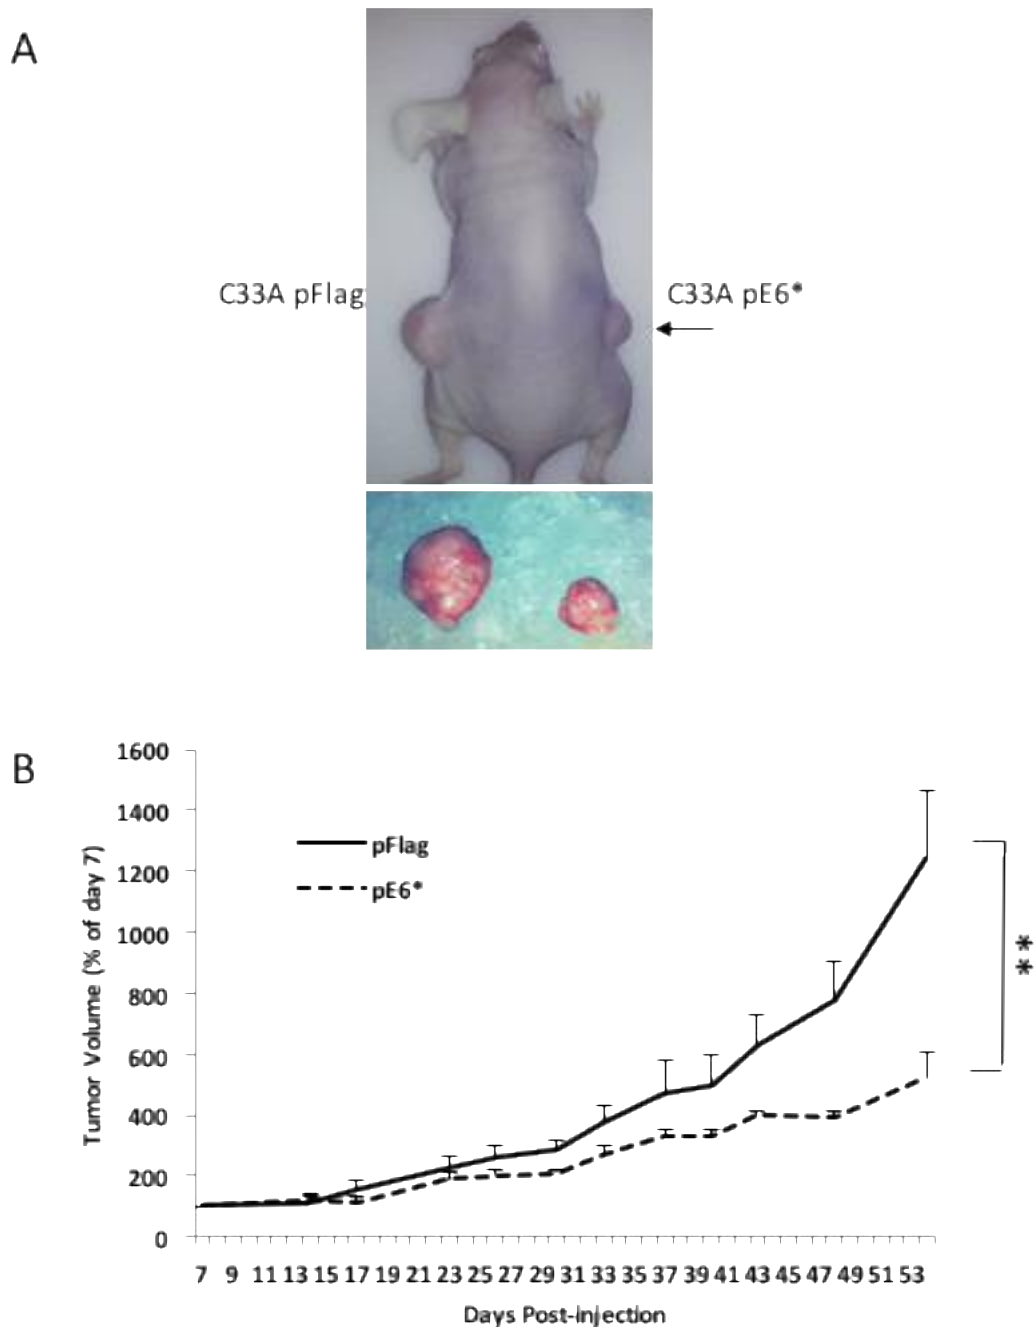 A
C33A pFlag
C33A pE6*
B
1600
1400
1200
1000
800
600
400
200
0
Tumor Volume (% of day 7)
pFlag
pE6*
**
7 9 11 13 15 17 19 21 23 25 27 29 31 33 35 37 39 41 43 45 47 49 51 53
Days Post-injection